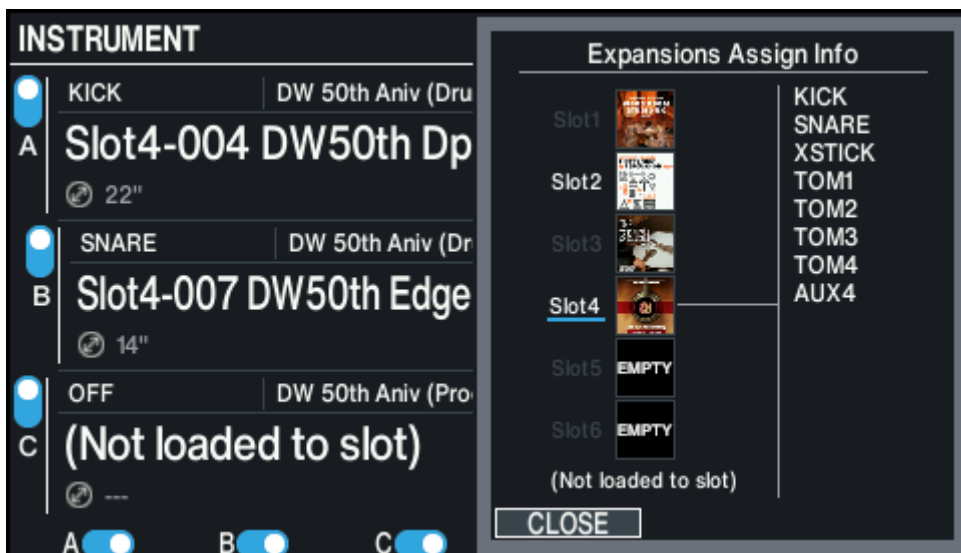 INSTRUMENT
A
KICK
DW 50th Aniv (Dru
Slot4-004 DW50th Dp
22"
B
SNARE
DW 50th Aniv (Dr
Slot4-007 DW50th Edge
14"
C
OFF
DW 50th Aniv (Pro
(Not loaded to slot)
---
A B C
Expansions Assign Info
Slot1
Slot2
Slot3
Slot4
Slot5 EMPTY
Slot6 EMPTY
(Not loaded to slot)
KICK
SNARE
XSTICK
TOM1
TOM2
TOM3
TOM4
AUX4
CLOSE